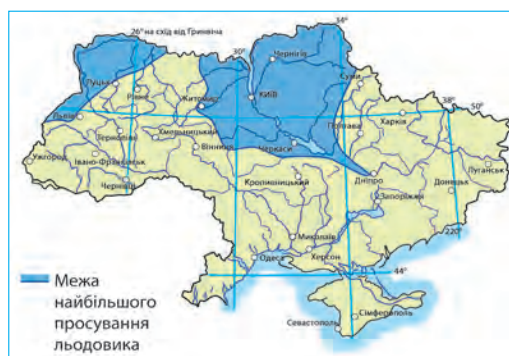 26° на схід від Гринвіча
34°
30°
Чернігів
Луцьк
Рівне
Житомир
КИЇВ
Суми
38°
50°
Львів
Тернопіль
Хмельницький
Полтава
Харків
Черкаси
Вінниця
Ужгород
Івано-Франківськ
Чернівці
Кропивницький
Дніпро
Луганськ
Донецьк
Запоріжжя
220°
Миколаїв
Одеса
Херсон
44°
Межа
найбільшого
просування
льодовика
Сімферополь
Севастополь